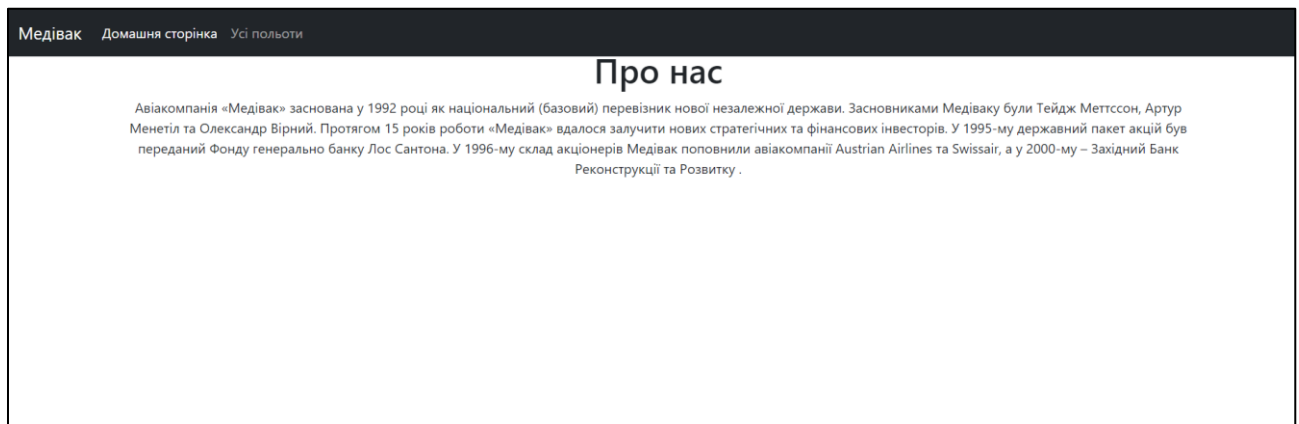 Медівак Домашня сторінка Усі польоти
Про нас
Авіакомпанія «Медівак» заснована у 1992 році як національний (базовий) перевізник нової незалежної держави. Засновниками Медіваку були Тейдж Меттссон, Артур
Менетіл та Олександр Вірний. Протягом 15 років роботи «Медівак» вдалося залучити нових стратегічних та фінансових інвесторів. У 1995-му державний пакет акцій був
переданий Фонду генерально банку Лос Сантона. У 1996-му склад акціонерів Медівак поповнили авіакомпанії Austrian Airlines та Swissair, а у 2000-му – Західний Банк
Реконструкції та Розвитку .